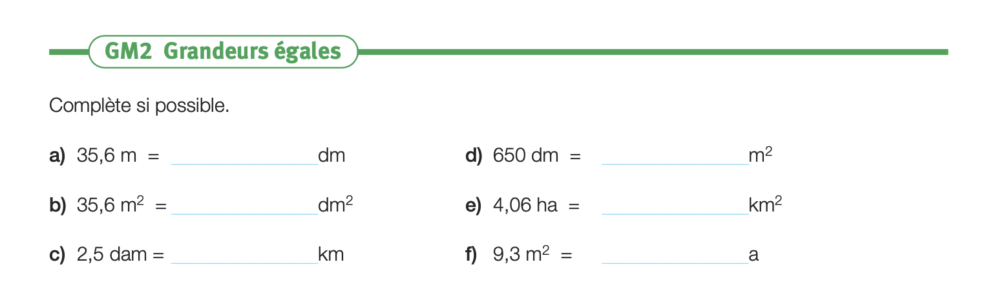 GM2 Grandeurs égales
Complète si possible.
a) 35,6 m = ______________dm
b) 35,6 m² = ______________dm²
c) 2,5 dam = ______________km
d) 650 dm = ______________m²
e) 4,06 ha = ______________km²
f) 9,3 m² = ______________a